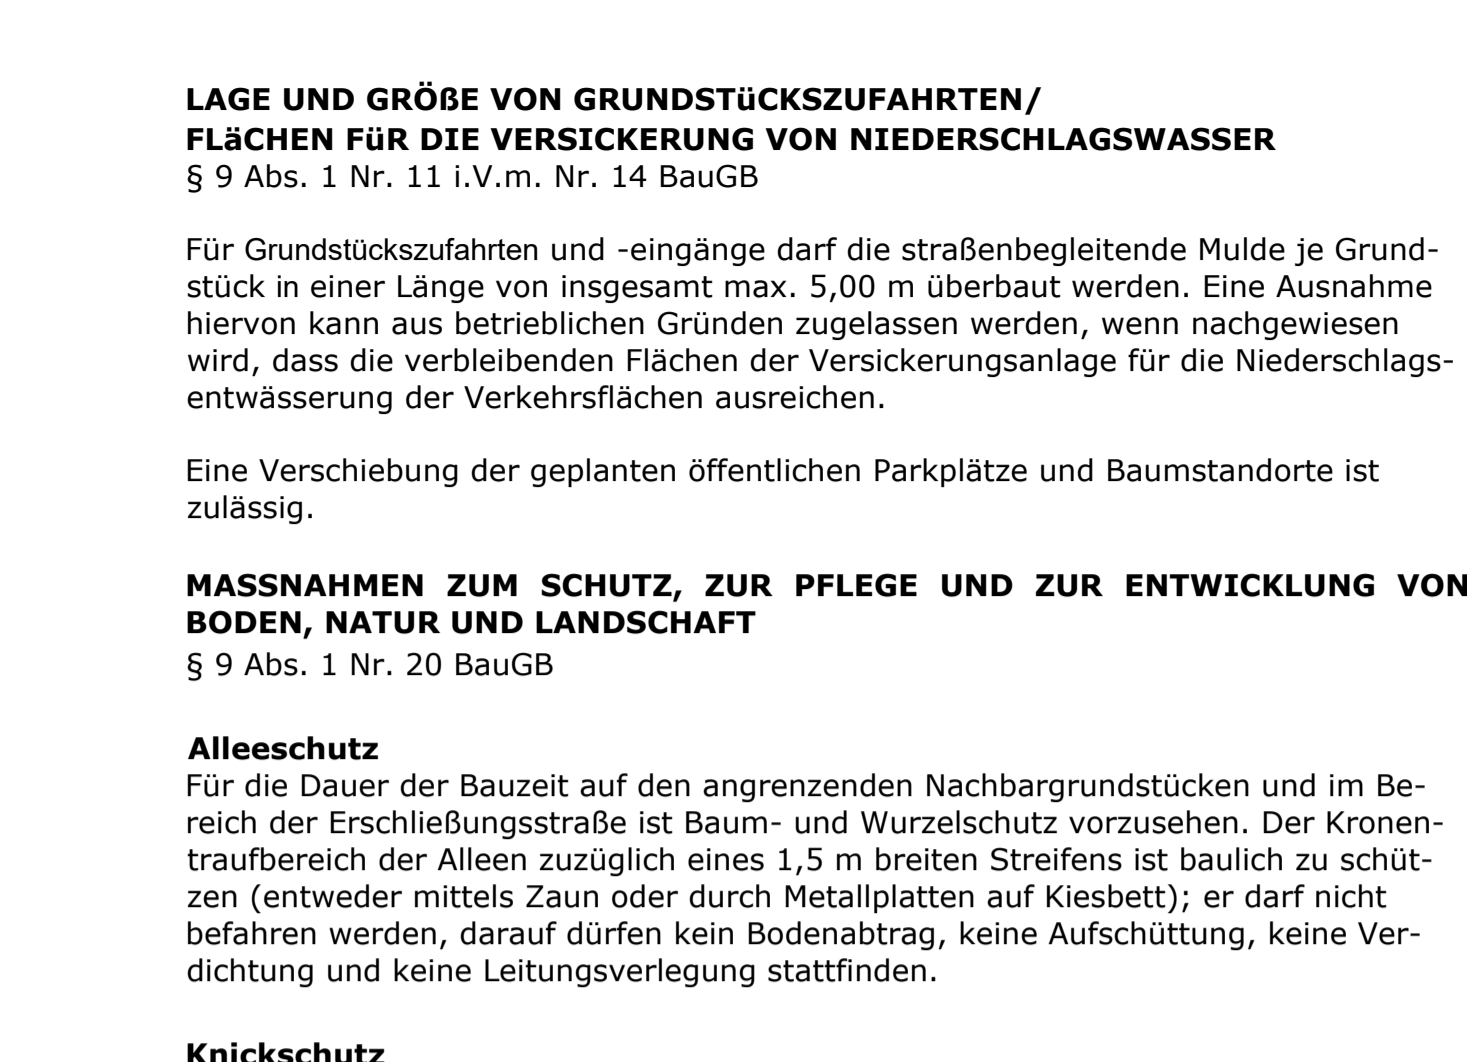 LAGE UND GRÖßE VON GRUNDSTüCKSZUFAHRTEN/
FLäCHEN FüR DIE VERSICKERUNG VON NIEDERSCHLAGSWASSER
§ 9 Abs. 1 Nr. 11 i.V.m. Nr. 14 BauGB
Für Grundstückszufahrten und -eingänge darf die straßenbegleitende Mulde je Grund-
stück in einer Länge von insgesamt max. 5,00 m überbaut werden. Eine Ausnahme
hiervon kann aus betrieblichen Gründen zugelassen werden, wenn nachgewiesen
wird, dass die verbleibenden Flächen der Versickerungsanlage für die Niederschlags-
entwässerung der Verkehrsflächen ausreichen.
Eine Verschiebung der geplanten öffentlichen Parkplätze und Baumstandorte ist
zulässig.
MASSNAHMEN ZUM SCHUTZ, ZUR PFLEGE UND ZUR ENTWICKLUNG VON
BODEN, NATUR UND LANDSCHAFT
§ 9 Abs. 1 Nr. 20 BauGB
Alleeschutz
Für die Dauer der Bauzeit auf den angrenzenden Nachbargrundstücken und im Be-
reich der Erschließungsstraße ist Baum- und Wurzelschutz vorzusehen. Der Kronen-
traufbereich der Alleen zuzüglich eines 1,5 m breiten Streifens ist baulich zu schüt-
zen (entweder mittels Zaun oder durch Metallplatten auf Kiesbett); er darf nicht
befahren werden, darauf dürfen kein Bodenabtrag, keine Aufschüttung, keine Ver-
dichtung und keine Leitungsverlegung stattfinden.
Knickschutz